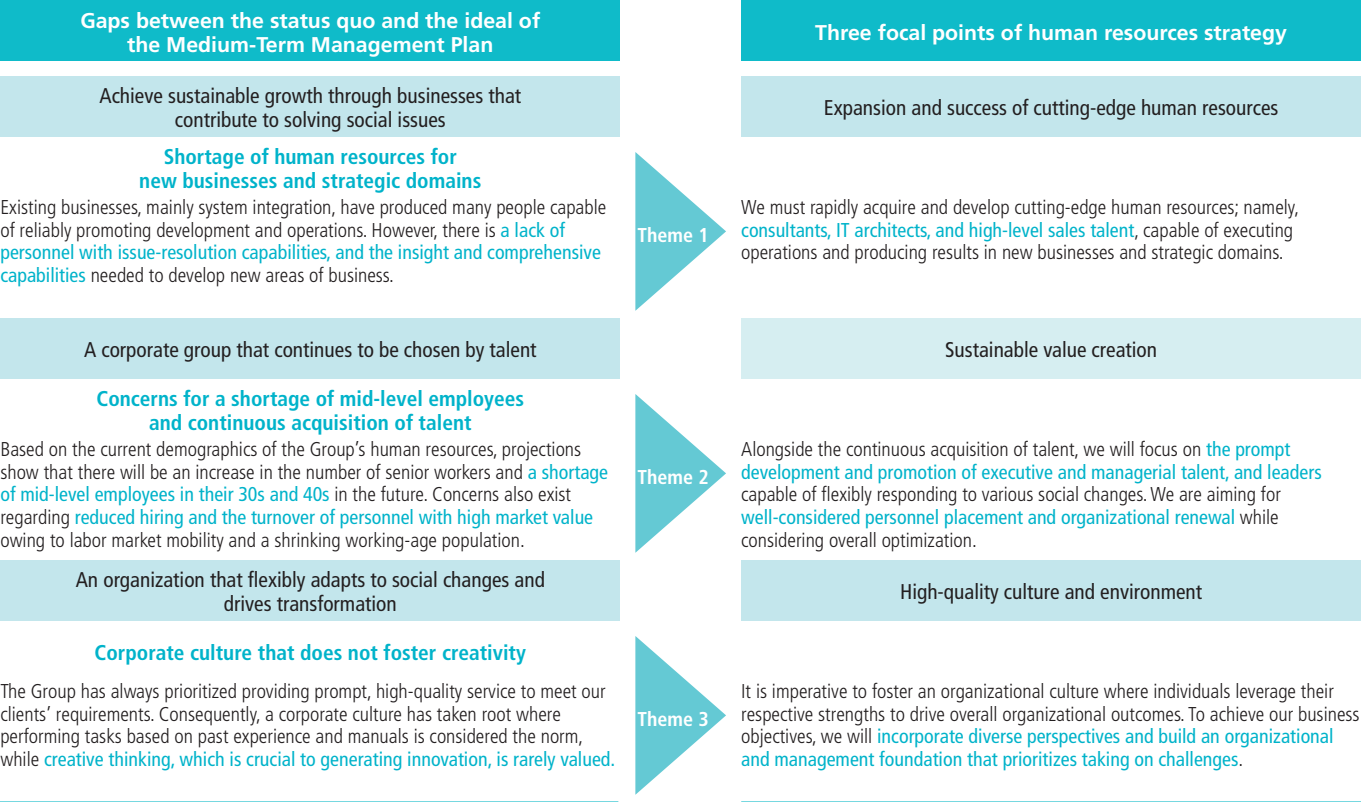 Gaps between the status quo and the ideal of
the Medium-Term Management Plan
Three focal points of human resources strategy
Achieve sustainable growth through businesses that
contribute to solving social issues
Expansion and success of cutting-edge human resources
Shortage of human resources for
new businesses and strategic domains
Existing businesses, mainly system integration, have produced many people capable
of reliably promoting development and operations. However, there is a lack of
personnel with issue-resolution capabilities, and the insight and comprehensive
capabilities needed to develop new areas of business.
Theme 1
We must rapidly acquire and develop cutting-edge human resources; namely,
consultants, IT architects, and high-level sales talent, capable of executing
operations and producing results in new businesses and strategic domains.
A corporate group that continues to be chosen by talent
Sustainable value creation
Concerns for a shortage of mid-level employees
and continuous acquisition of talent
Based on the current demographics of the Group's human resources, projections
show that there will be an increase in the number of senior workers and a shortage
of mid-level employees in their 30s and 40s in the future. Concerns also exist
regarding reduced hiring and the turnover of personnel with high market value
owing to labor market mobility and a shrinking working-age population.
Theme 2
Alongside the continuous acquisition of talent, we will focus on the prompt
development and promotion of executive and managerial talent, and leaders
capable of flexibly responding to various social changes. We are aiming for
well-considered personnel placement and organizational renewal while
considering overall optimization.
An organization that flexibly adapts to social changes and
drives transformation
High-quality culture and environment
Corporate culture that does not foster creativity
The Group has always prioritized providing prompt, high-quality service to meet our
clients' requirements. Consequently, a corporate culture has taken root where
performing tasks based on past experience and manuals is considered the norm,
while creative thinking, which is crucial to generating innovation, is rarely valued.
Theme 3
It is imperative to foster an organizational culture where individuals leverage their
respective strengths to drive overall organizational outcomes. To achieve our business
objectives, we will incorporate diverse perspectives and build an organizational
and management foundation that prioritizes taking on challenges.